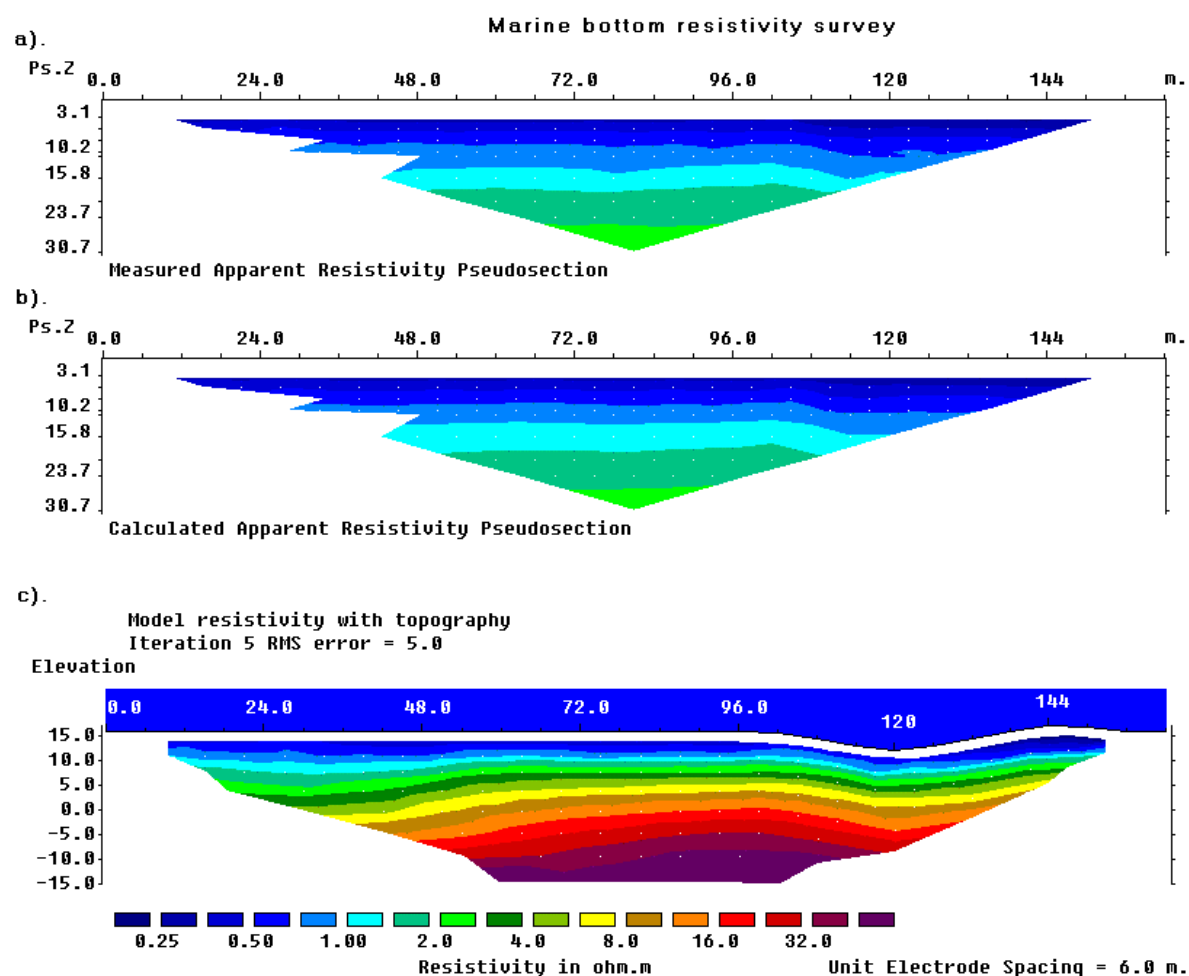 Marine bottom resistivity survey
a).
Ps.Z 0.0 24.0 48.0 72.0 96.0 120 144 m.
3.1
10.2
15.8
23.7
30.7
Measured Apparent Resistivity Pseudosection
b).
Ps.Z 0.0 24.0 48.0 72.0 96.0 120 144 m.
3.1
10.2
15.8
23.7
30.7
Calculated Apparent Resistivity Pseudosection
c).
Model resistivity with topography
Iteration 5 RMS error = 5.0
Elevation
0.0 24.0 48.0 72.0 96.0 120 144
15.0
10.0
5.0
0.0
-5.0
-10.0
-15.0
0.25 0.50 1.00 2.0 4.0 8.0 16.0 32.0
Resistivity in ohm.m
Unit Electrode Spacing = 6.0 m.